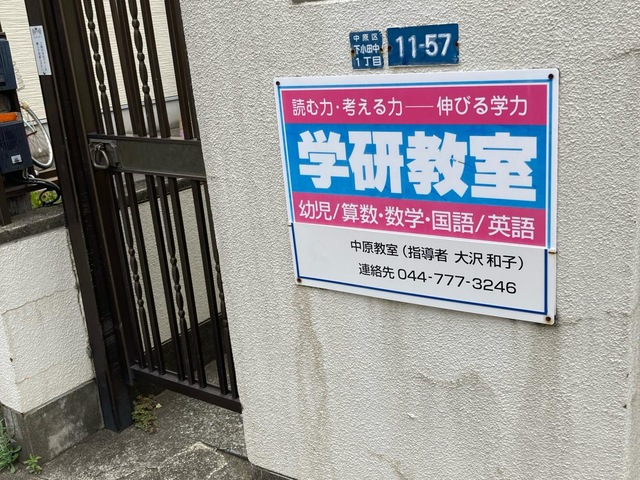 中原区
下小田中
1丁目
11-57
読む力・考える力──伸びる学力
学研教室
幼児/算数・数学・国語/英語
中原教室(指導者 大沢和子)
連絡先 044-777-3246